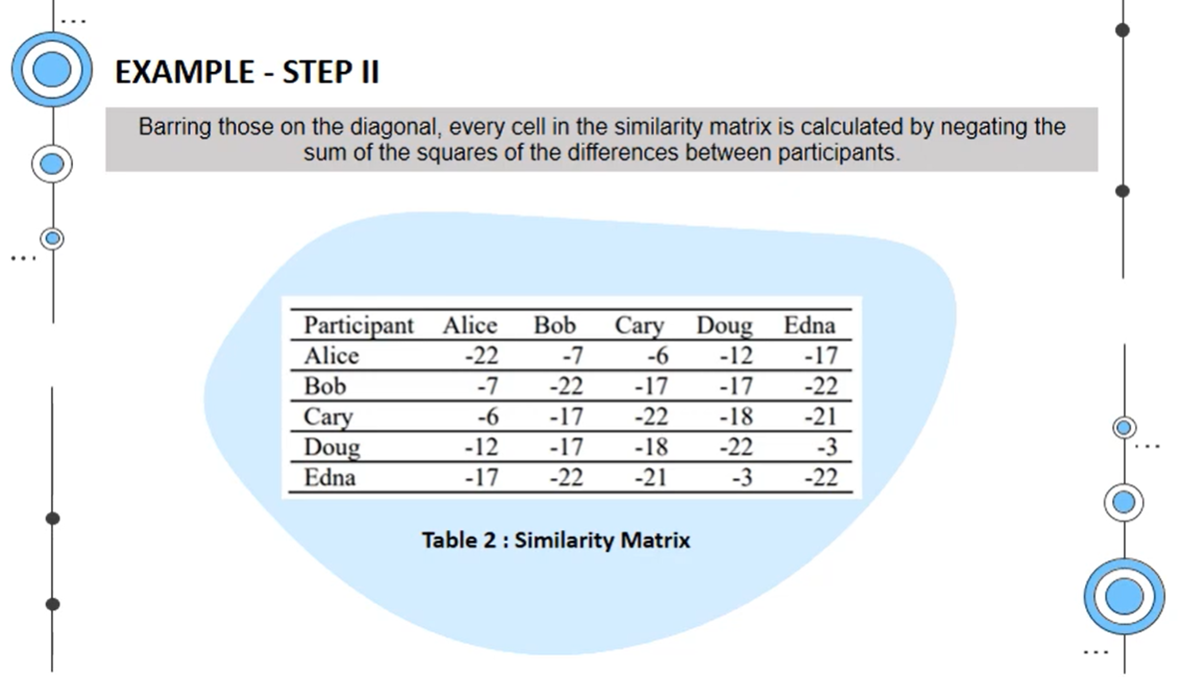 EXAMPLE - STEP II
Barring those on the diagonal, every cell in the similarity matrix is calculated by negating the
sum of the squares of the differences between participants.
Participant Alice Bob Cary Doug Edna
Alice -22 -7 -6 -12 -17
Bob -7 -22 -17 -17 -22
Cary -6 -17 -22 -18 -21
Doug -12 -17 -18 -22 -3
Edna -17 -22 -21 -3 -22
Table 2 : Similarity Matrix